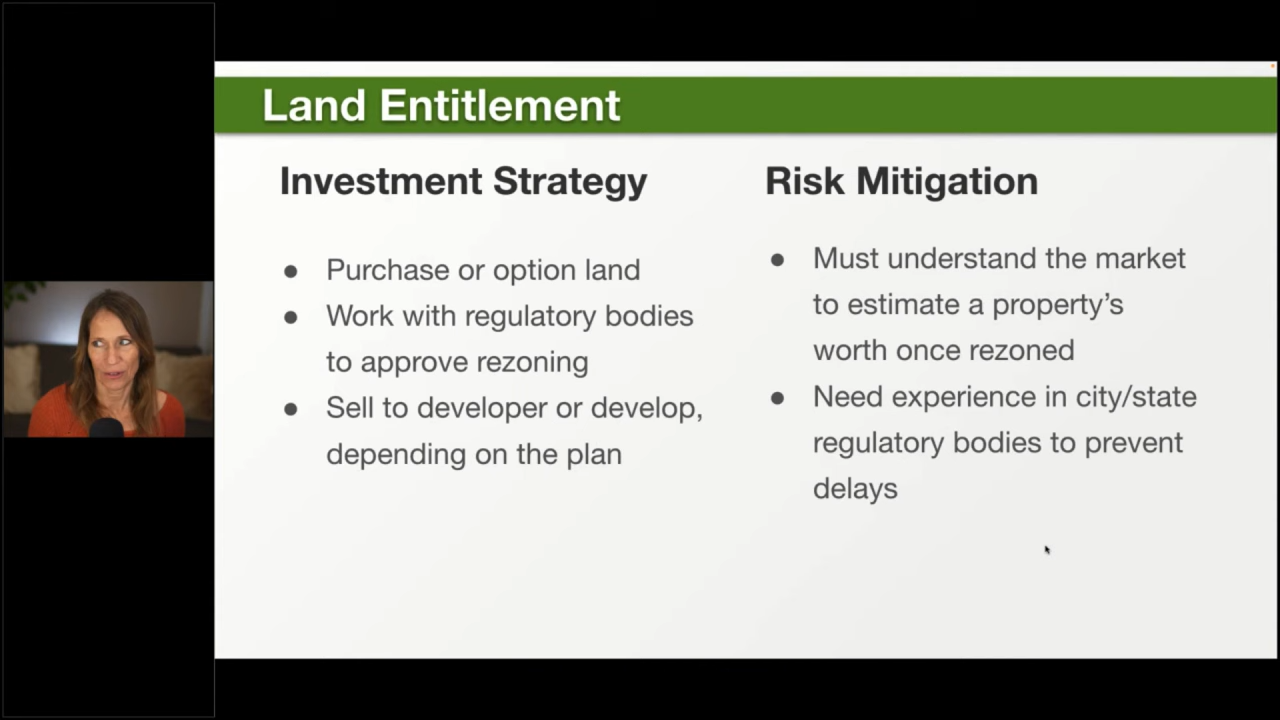 Land Entitlement
Investment Strategy
● Purchase or option land
● Work with regulatory bodies
to approve rezoning
● Sell to developer or develop,
depending on the plan
Risk Mitigation
● Must understand the market
to estimate a property’s
worth once rezoned
● Need experience in city/state
regulatory bodies to prevent
delays